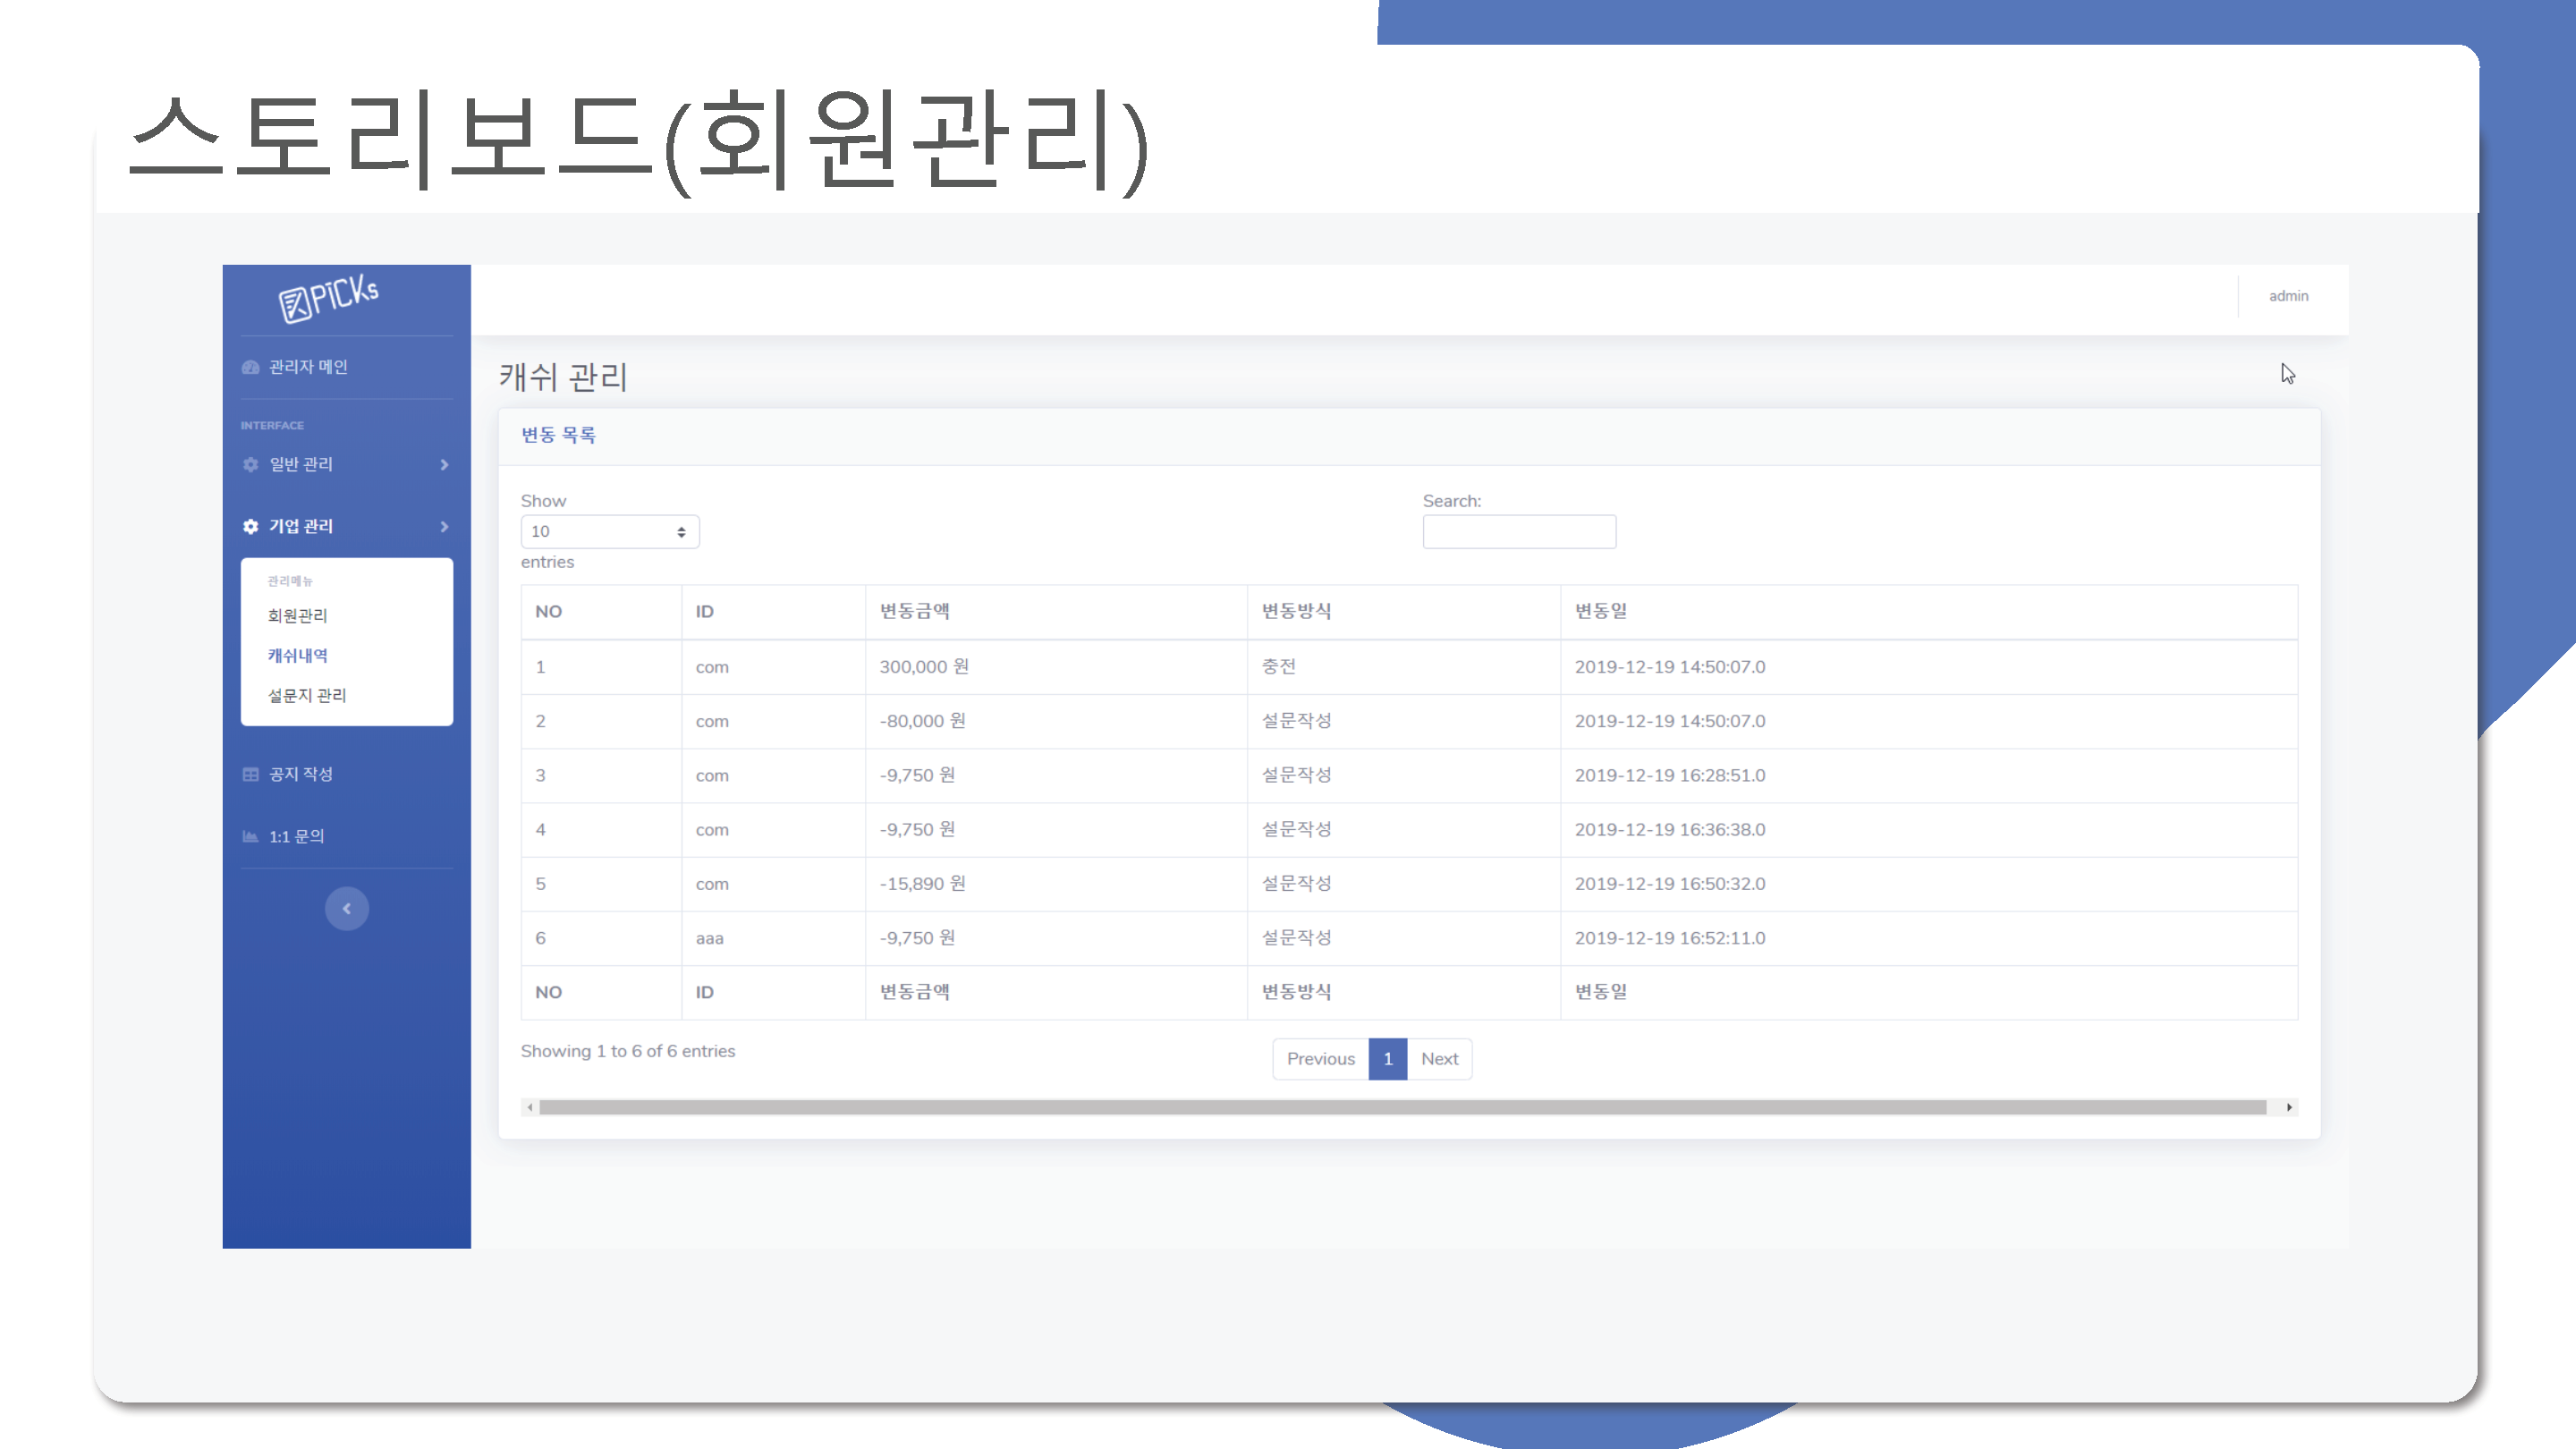 스토리보드(회원관리)
PiCKs
admin
관리자 메인
INTERFACE
일반 관리
기업 관리
관리메뉴
회원관리
캐쉬내역
설문지 관리
공지 작성
1:1 문의
캐쉬 관리
변동 목록
Show
10
entries
Search:
NO ID 변동금액 변동방식 변동일
1 com 300,000 원 충전 2019-12-19 14:50:07.0
2 com -80,000 원 설문작성 2019-12-19 14:50:07.0
3 com -9,750 원 설문작성 2019-12-19 16:28:51.0
4 com -9,750 원 설문작성 2019-12-19 16:36:38.0
5 com -15,890 원 설문작성 2019-12-19 16:50:32.0
6 aaa -9,750 원 설문작성 2019-12-19 16:52:11.0
NO ID 변동금액 변동방식 변동일
Showing 1 to 6 of 6 entries
Previous 1 Next